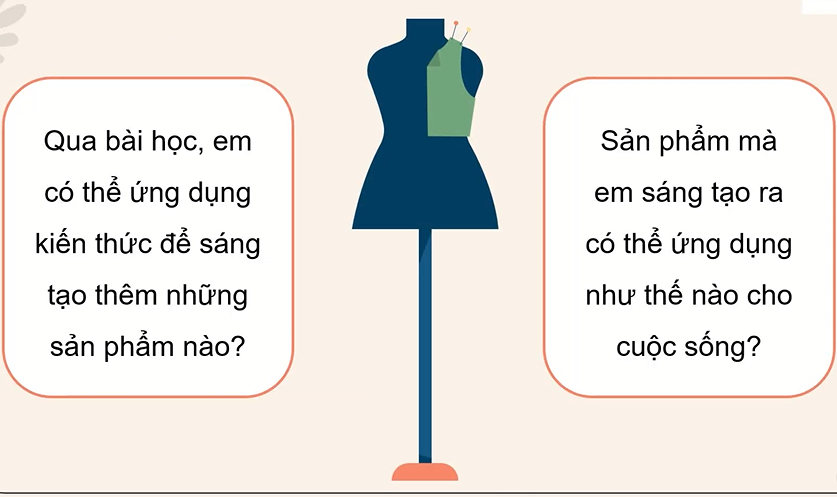 Qua bài học, em
có thể ứng dụng
kiến thức để sáng
tạo thêm những
sản phẩm nào?
Sản phẩm mà
em sáng tạo ra
có thể ứng dụng
như thế nào cho
cuộc sống?